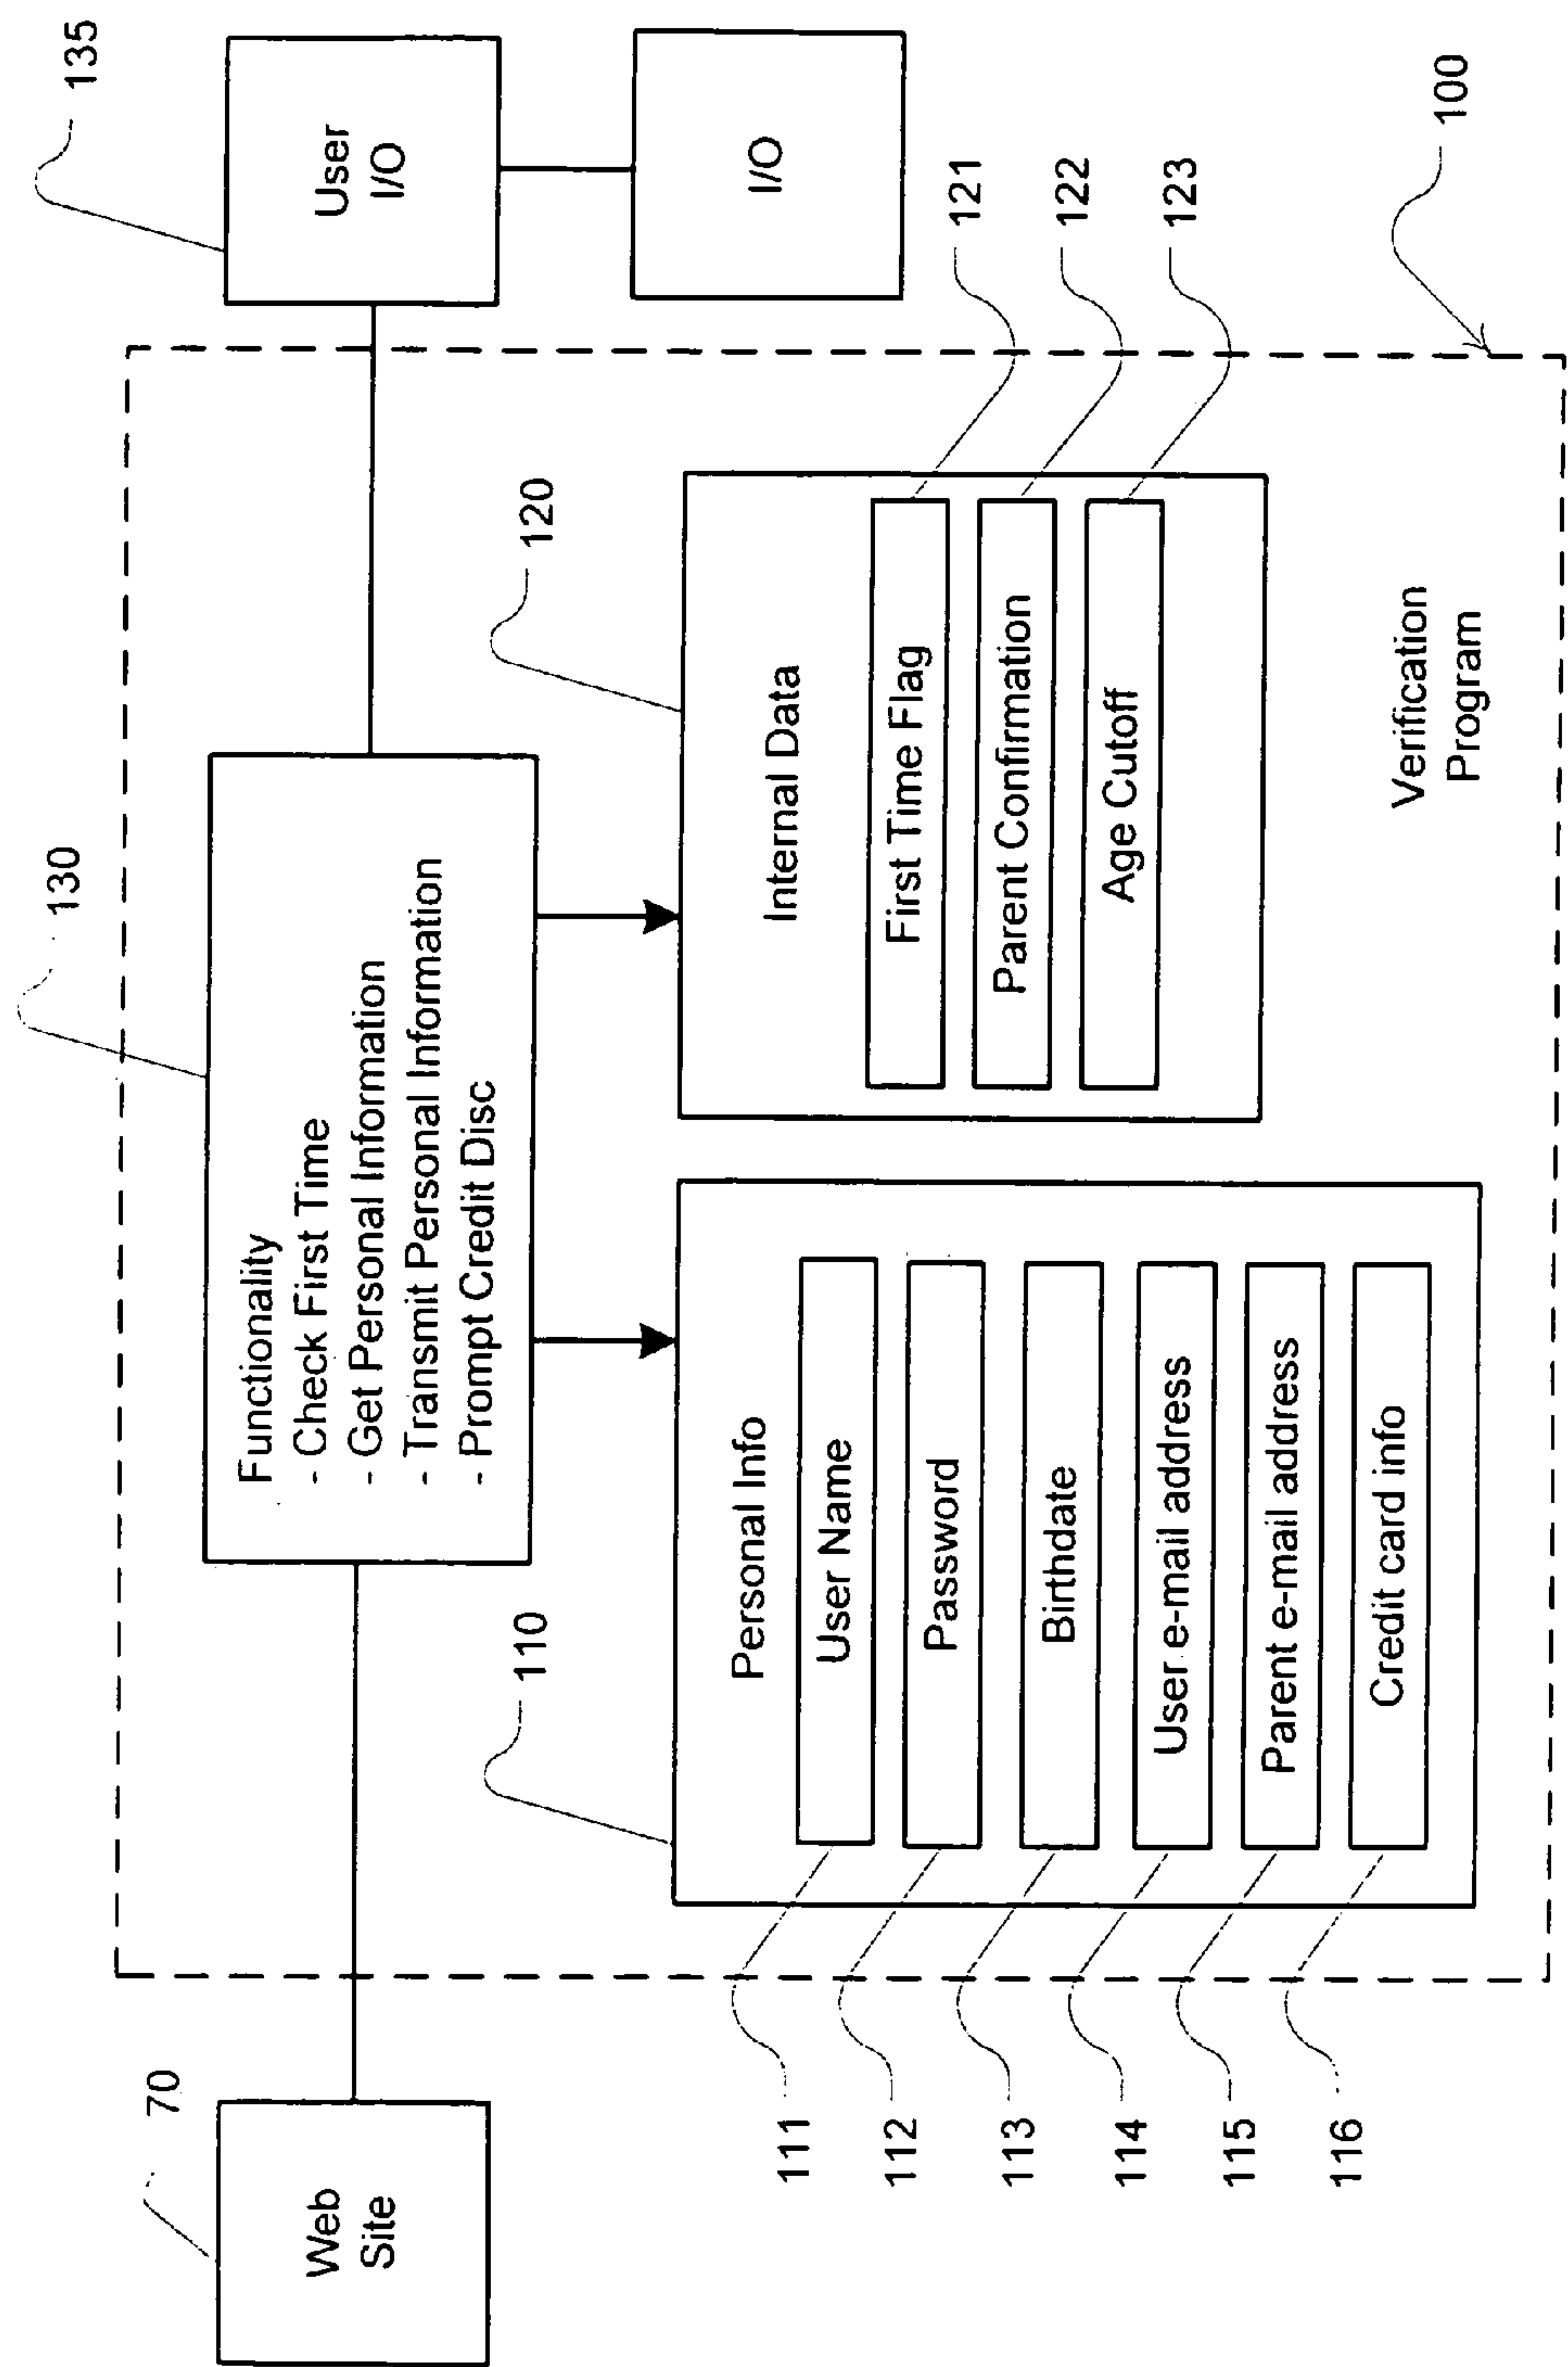 70
Web
Site
130
Functionality
- Check First Time
- Get Personal Information
- Transmit Personal Information
- Prompt Credit Disc
135
User
I/O
I/O
110
Personal Info
User Name
Password
Birthdate
User e-mail address
Parent e-mail address
Credit card info
111
112
113
114
115
116
120
Internal Data
First Time Flag
Parent Confirmation
Age Cutoff
121
122
123
Verification
Program
100